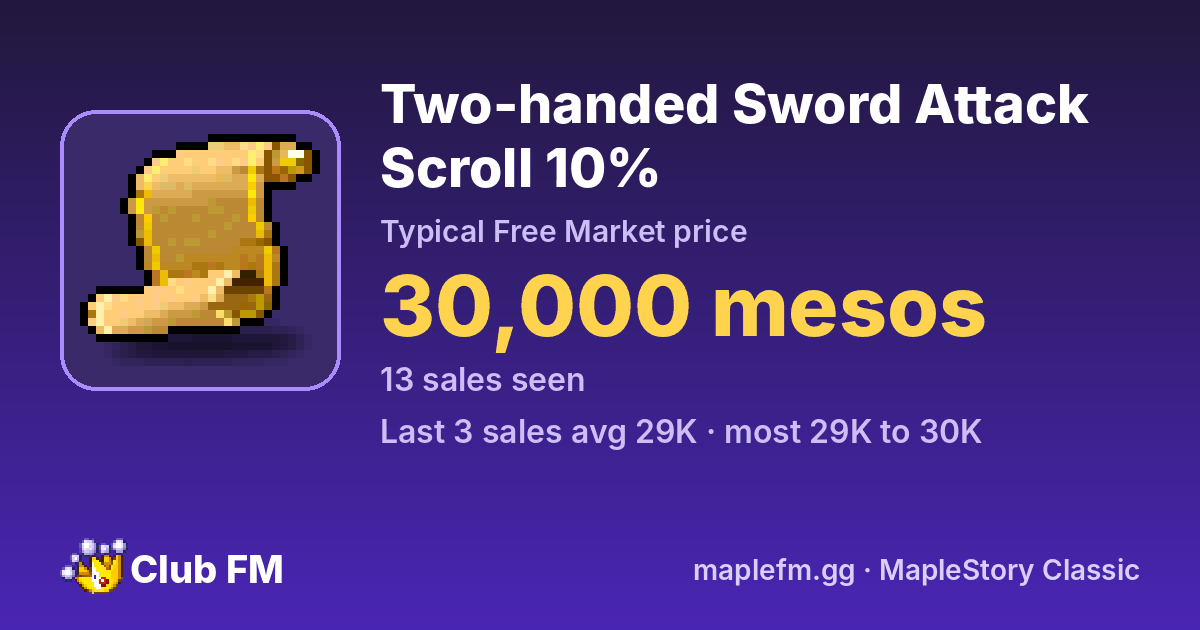 Two-handed Sword Attack
Scroll 10%
Typical Free Market price
30,000 mesos
13 sales seen
Last 3 sales avg 29K · most 29K to 30K
Club FM
maplefm.gg · MapleStory Classic